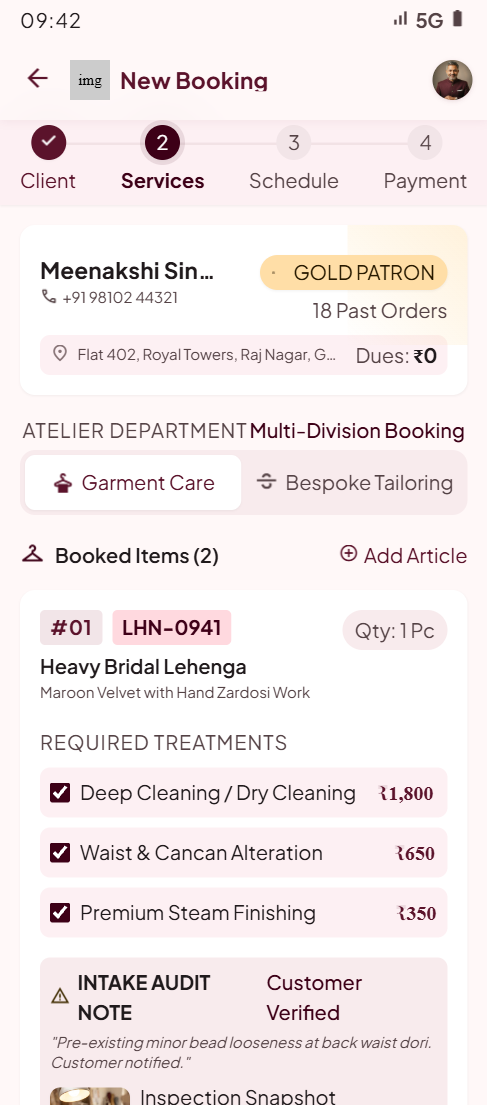 09:42 5G
img New Booking
2 3 4
Client Services Schedule Payment
Meenakshi Sin... GOLD PATRON
+91 98102 44321 18 Past Orders
Flat 402, Royal Towers, Raj Nagar, G... Dues: ₹0
ATELIER DEPARTMENT Multi-Division Booking
Garment Care Bespoke Tailoring
Booked Items (2) Add Article
#01 LHN-0941 Qty: 1 Pc
Heavy Bridal Lehenga
Maroon Velvet with Hand Zardosi Work
REQUIRED TREATMENTS
Deep Cleaning / Dry Cleaning ₹1,800
Waist & Cancan Alteration ₹650
Premium Steam Finishing ₹350
INTAKE AUDIT Customer
NOTE Verified
"Pre-existing minor bead looseness at back waist dori.
Customer notified."
Inspection Snapshot